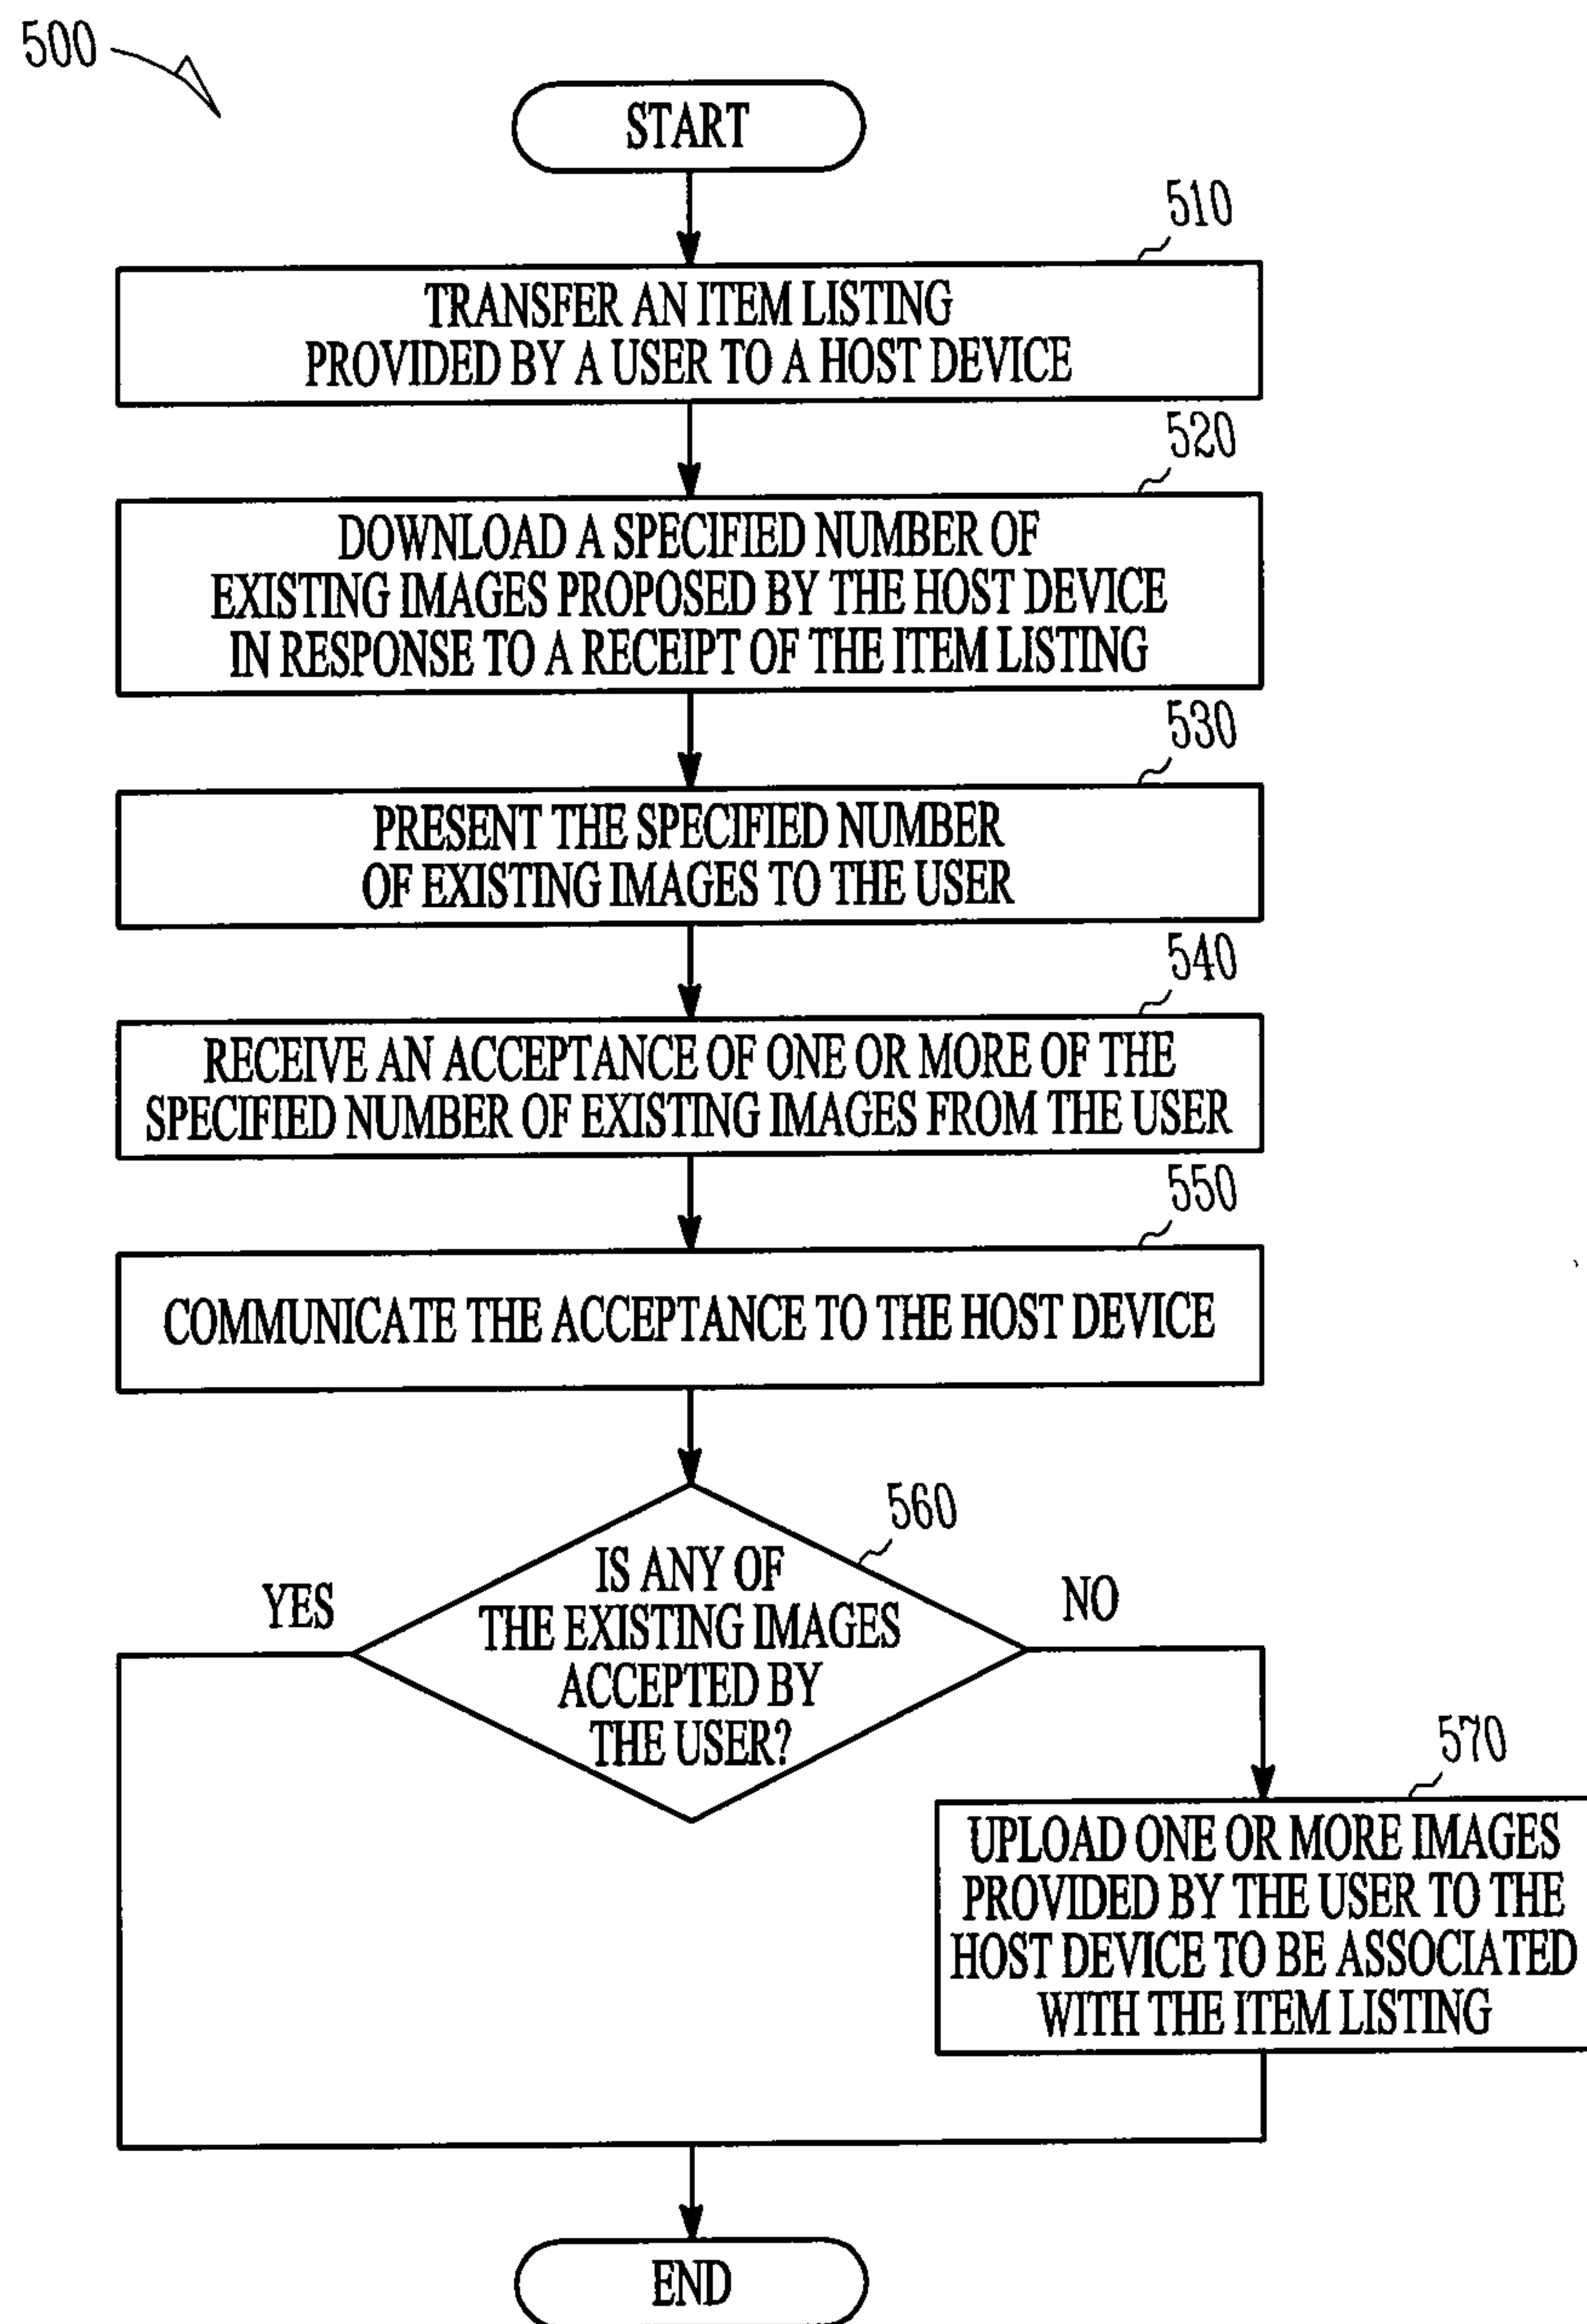 500
START
510
TRANSFER AN ITEM LISTING
PROVIDED BY A USER TO A HOST DEVICE
520
DOWNLOAD A SPECIFIED NUMBER OF
EXISTING IMAGES PROPOSED BY THE HOST DEVICE
IN RESPONSE TO A RECEIPT OF THE ITEM LISTING
530
PRESENT THE SPECIFIED NUMBER
OF EXISTING IMAGES TO THE USER
540
RECEIVE AN ACCEPTANCE OF ONE OR MORE OF THE
SPECIFIED NUMBER OF EXISTING IMAGES FROM THE USER
550
COMMUNICATE THE ACCEPTANCE TO THE HOST DEVICE
560
IS ANY OF
THE EXISTING IMAGES
ACCEPTED BY
THE USER?
YES
NO
570
UPLOAD ONE OR MORE IMAGES
PROVIDED BY THE USER TO THE
HOST DEVICE TO BE ASSOCIATED
WITH THE ITEM LISTING
END